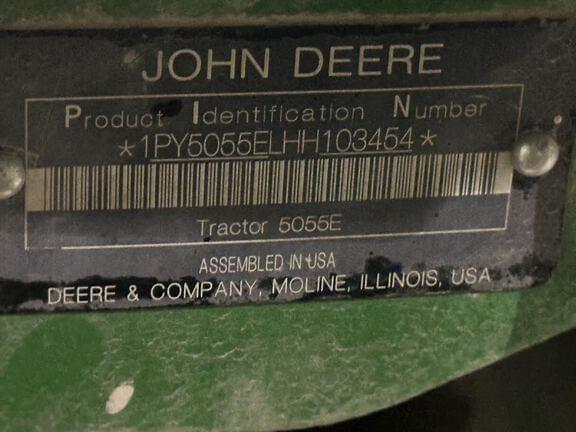 JOHN DEERE
Product Identification Number
*1PY5055ELHH103454*
Tractor 5055E
ASSEMBLED IN USA
DEERE & COMPANY, MOLINE, ILLINOIS, USA